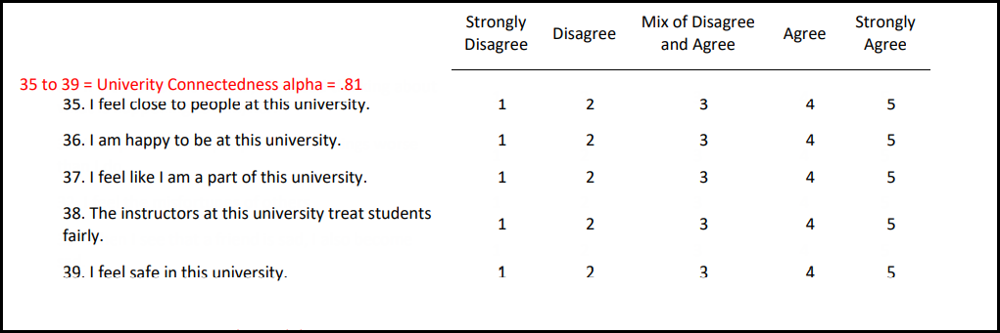 Strongly Disagree Disagree Mix of Disagree and Agree Agree Strongly Agree
35 to 39 = Univerity Connectedness alpha = .81
35. I feel close to people at this university. 1 2 3 4 5
36. I am happy to be at this university. 1 2 3 4 5
37. I feel like I am a part of this university. 1 2 3 4 5
38. The instructors at this university treat students
fairly. 1 2 3 4 5
39. I feel safe in this university. 1 2 3 4 5